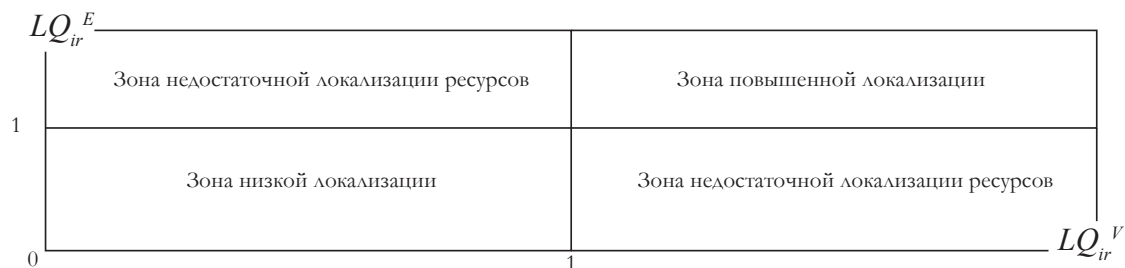 LQ_ir^E
Зона недостаточной локализации ресурсов
Зона повышенной локализации
1
Зона низкой локализации
Зона недостаточной локализации ресурсов
0
1
LQ_ir^V